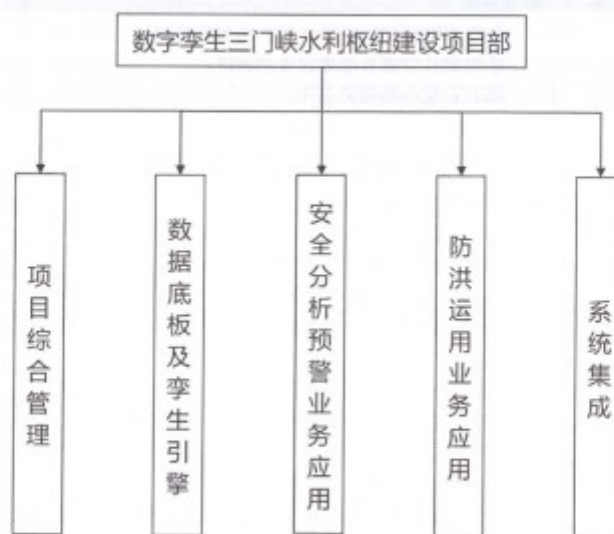 数字孪生三门峡水利枢纽建设项目部
项目综合管理
数据底板及孪生引擎
安全分析预警业务应用
防洪运用业务应用
系统集成